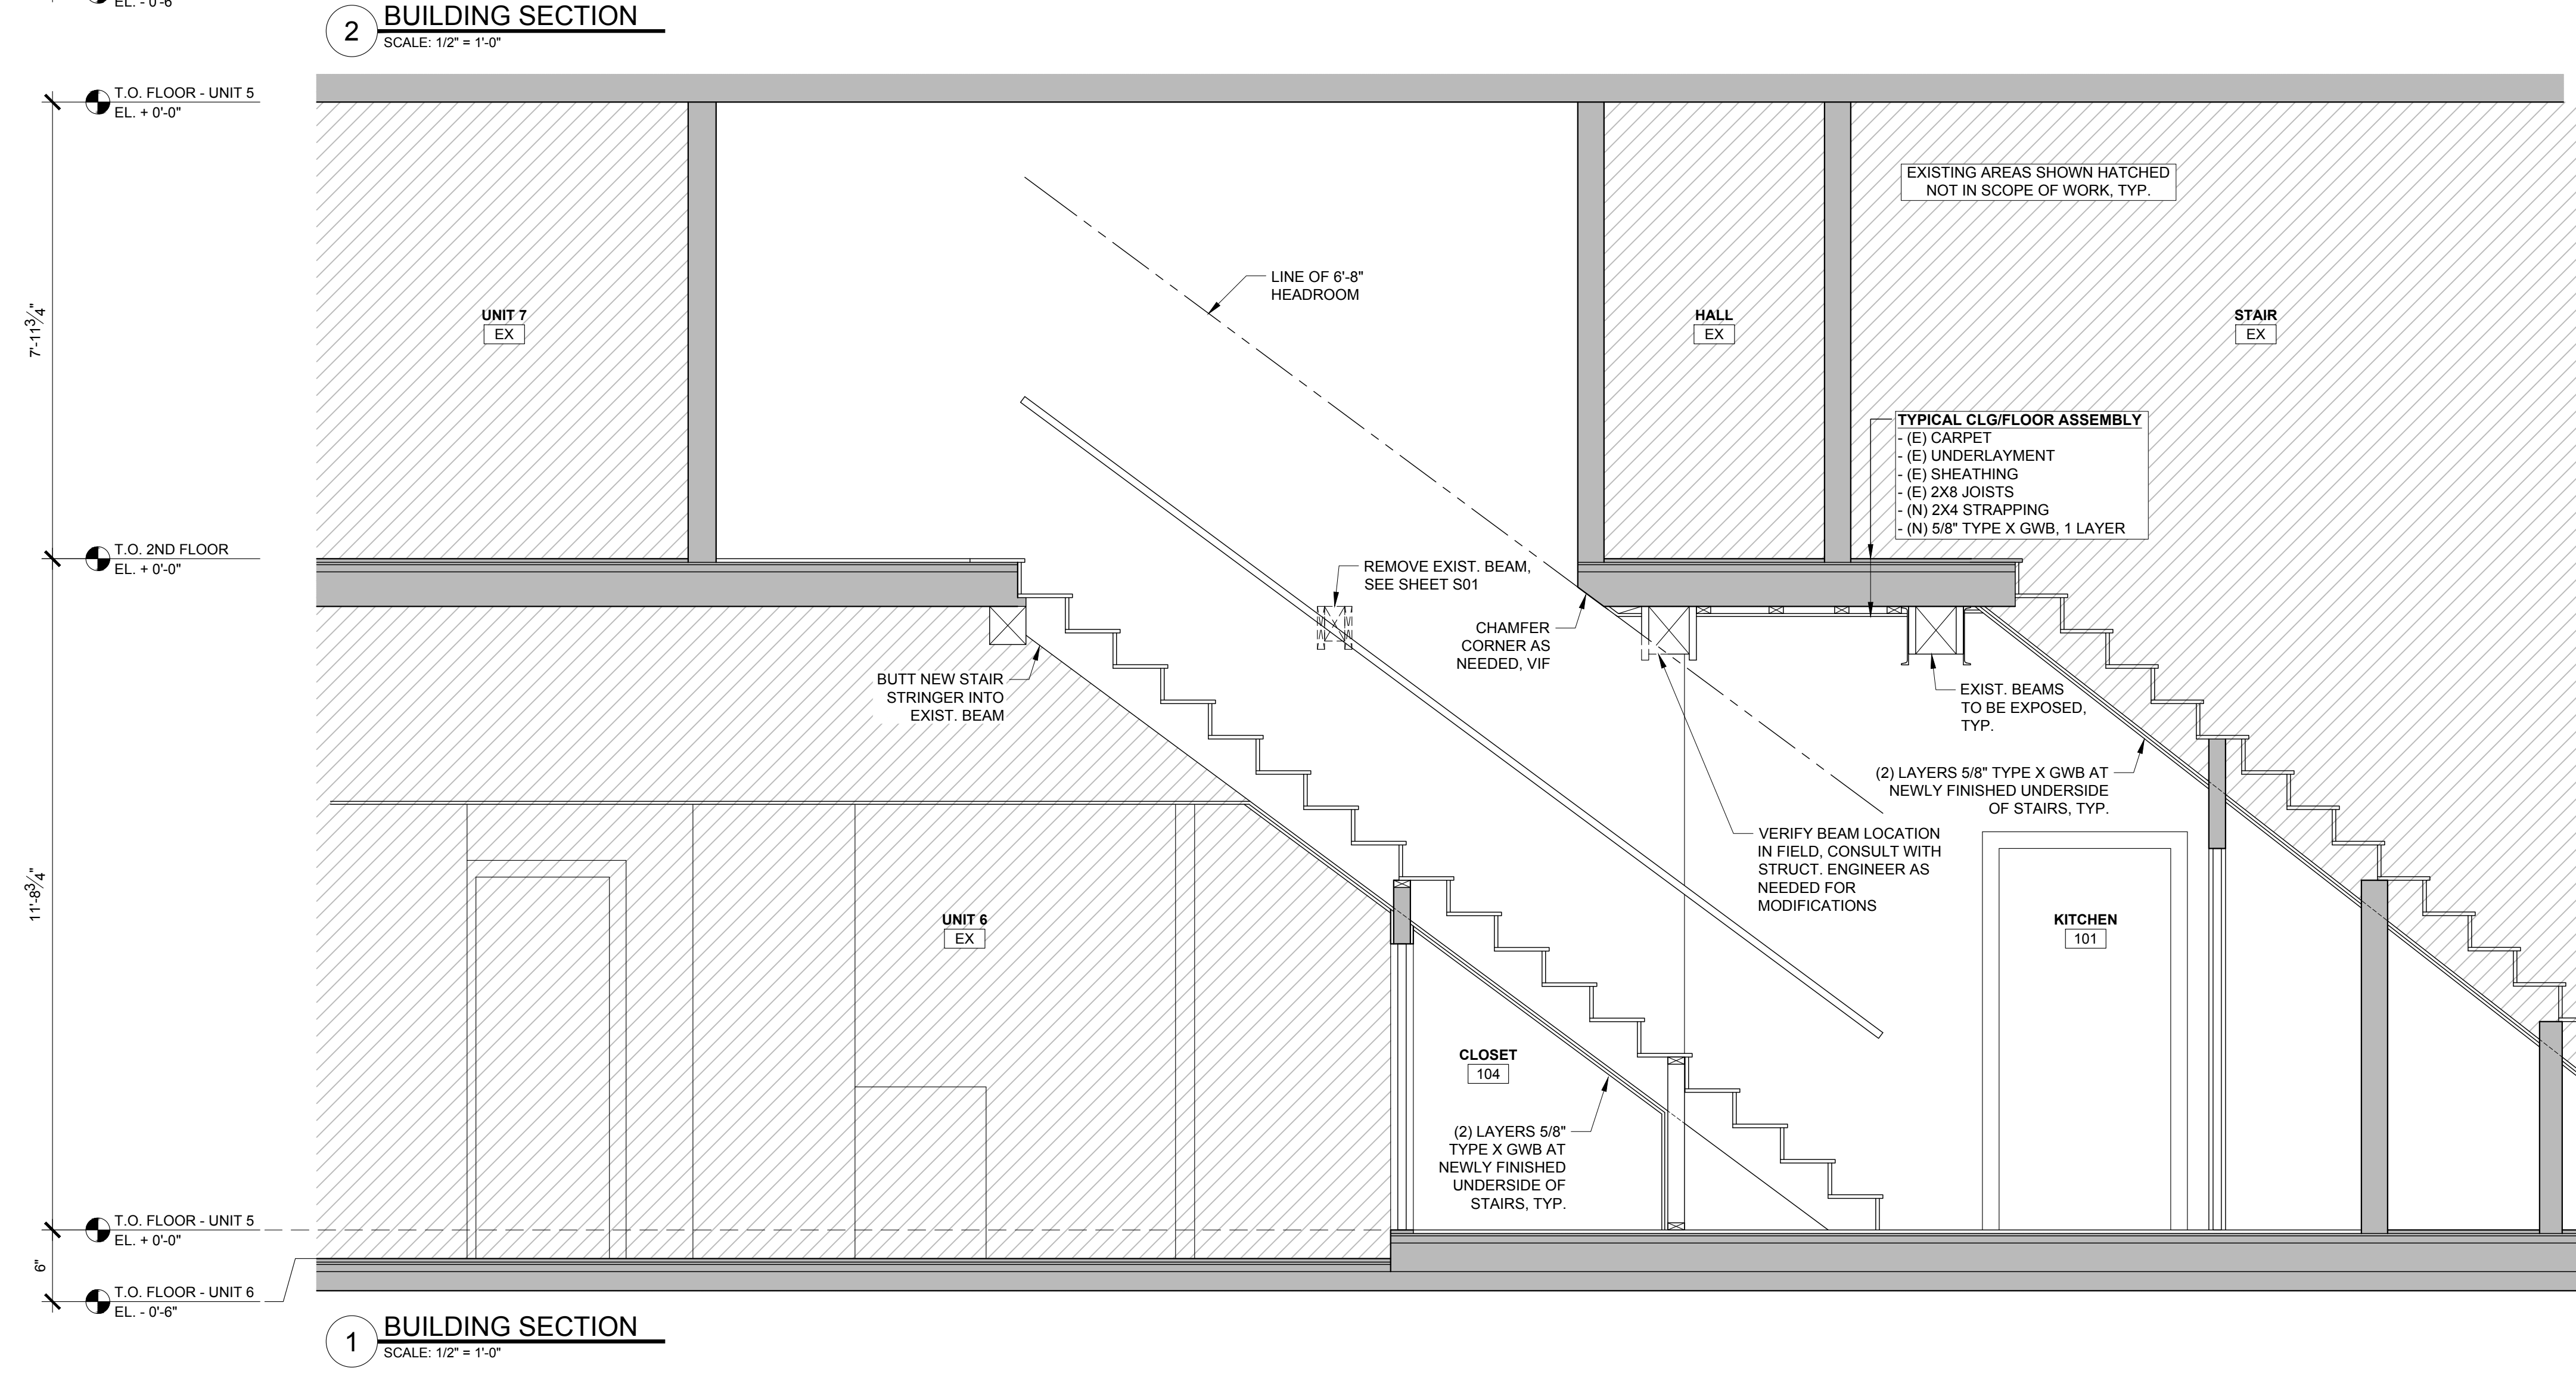 EL. - 0'-6"
2
BUILDING SECTION
SCALE: 1/2" = 1'-0"
T.O. FLOOR - UNIT 5
EL. + 0'-0"
EXISTING AREAS SHOWN HATCHED
NOT IN SCOPE OF WORK, TYP.
LINE OF 6'-8"
HEADROOM
7'-11 3/4"
UNIT 7
EX
HALL
EX
STAIR
EX
TYPICAL CLG/FLOOR ASSEMBLY
- (E) CARPET
- (E) UNDERLAYMENT
- (E) SHEATHING
- (E) 2X8 JOISTS
- (N) 2X4 STRAPPING
- (N) 5/8" TYPE X GWB, 1 LAYER
T.O. 2ND FLOOR
EL. + 0'-0"
REMOVE EXIST. BEAM,
SEE SHEET S01
CHAMFER
CORNER AS
NEEDED, VIF
BUTT NEW STAIR
STRINGER INTO
EXIST. BEAM
EXIST. BEAMS
TO BE EXPOSED,
TYP.
(2) LAYERS 5/8" TYPE X GWB AT
NEWLY FINISHED UNDERSIDE
OF STAIRS, TYP.
VERIFY BEAM LOCATION
IN FIELD, CONSULT WITH
STRUCT. ENGINEER AS
NEEDED FOR
MODIFICATIONS
11'-8 3/4"
UNIT 6
EX
KITCHEN
101
CLOSET
104
(2) LAYERS 5/8"
TYPE X GWB AT
NEWLY FINISHED
UNDERSIDE OF
STAIRS, TYP.
T.O. FLOOR - UNIT 5
EL. + 0'-0"
6"
T.O. FLOOR - UNIT 6
EL. - 0'-6"
1
BUILDING SECTION
SCALE: 1/2" = 1'-0"